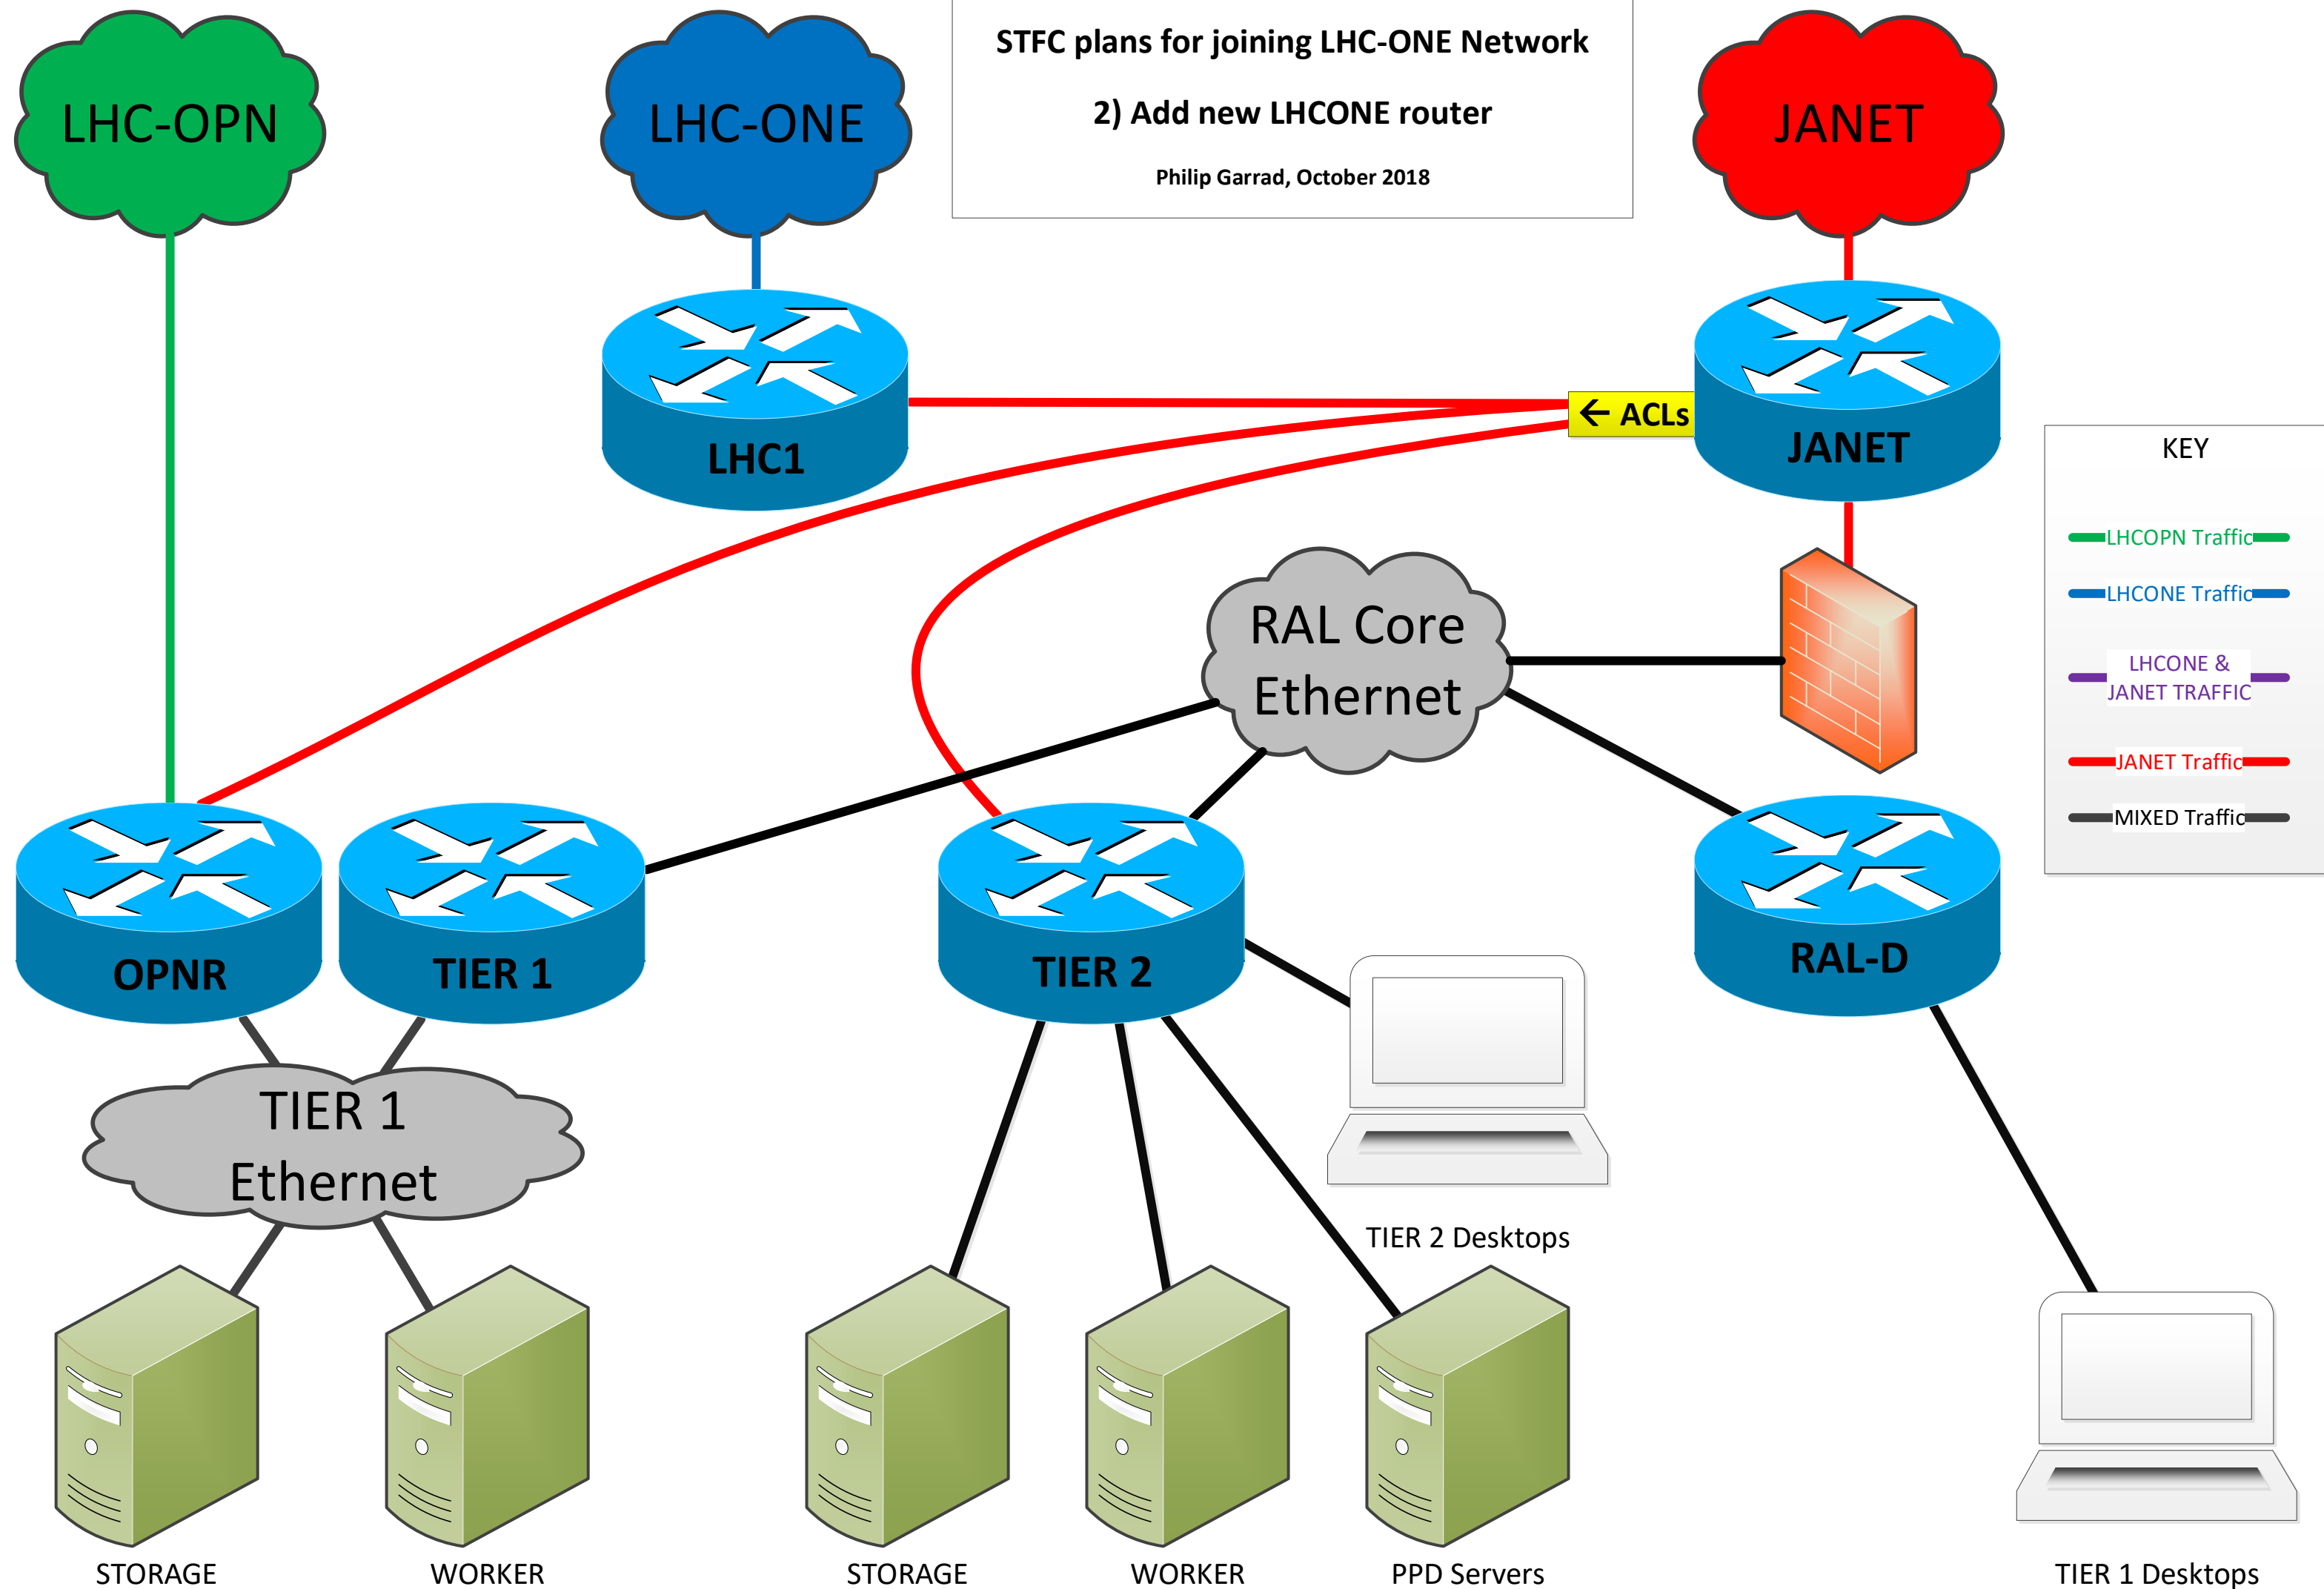 STFC plans for joining LHC-ONE Network
2) Add new LHCONE router
Philip Garrad, October 2018
LHC-OPN
LHC-ONE
JANET
← ACLs
LHC1
JANET
KEY
LHCOPN Traffic
LHCONE Traffic
LHCONE &
JANET TRAFFIC
JANET Traffic
MIXED Traffic
RAL Core
Ethernet
OPNR
TIER 1
TIER 2
RAL-D
TIER 1
Ethernet
TIER 2 Desktops
STORAGE
WORKER
STORAGE
WORKER
PPD Servers
TIER 1 Desktops